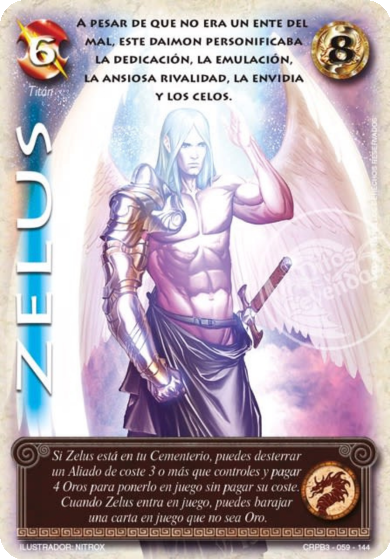 A PESAR DE QUE NO ERA UN ENTE DEL
MAL, ESTE DAIMON PERSONIFICABA
LA DEDICACIÓN, LA EMULACIÓN,
LA ANSIOSA RIVALIDAD, LA ENVIDIA
Y LOS CELOS.
6
8
Titán
ZELUS
Si Zelus está en tu Cementerio, puedes desterrar
un Aliado de coste 3 o más que controles y pagar
4 Oros para ponerlo en juego sin pagar su coste.
Cuando Zelus entra en juego, puedes barajar
una carta en juego que no sea Oro.
ILUSTRADOR: NITROX
CRPB3 - 059 - 144